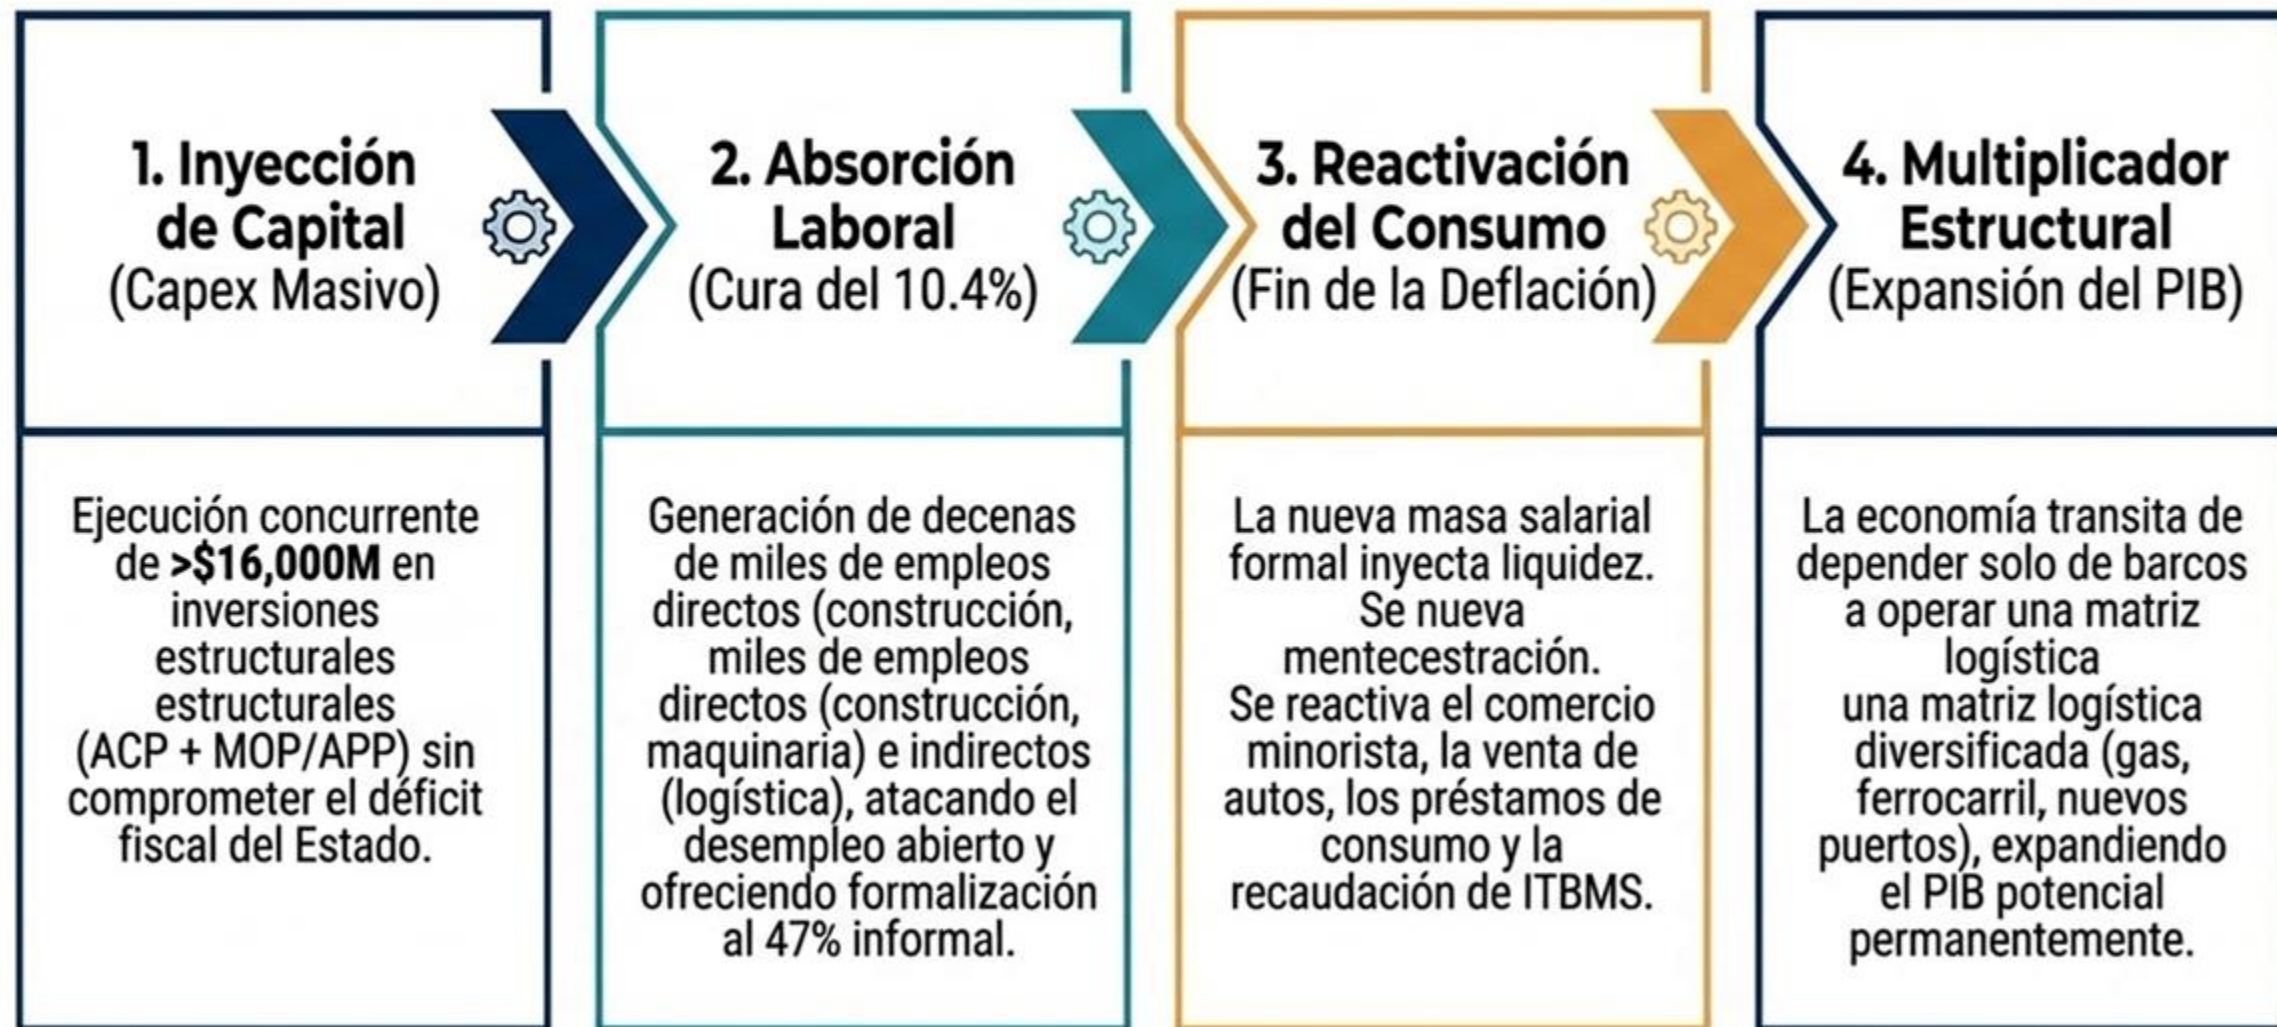 1. Inyección
de Capital
(Capex Masivo)
Ejecución concurrente
de >$16,000M en
inversiones
estructurales
estructurales
(ACP + MOP/APP) sin
comprometer el déficit
fiscal del Estado.
2. Absorción
Laboral
(Cura del 10.4%)
Generación de decenas
de miles de empleos
directos (construcción,
miles de empleos
directos (construcción,
maquinaria) e indirectos
(logística), atacando el
desempleo abierto y
ofreciendo formalización
al 47% informal.
3. Reactivación
del Consumo
(Fin de la Deflación)
La nueva masa salarial
formal inyecta liquidez.
Se nueva
mentecestración.
Se reactiva el comercio
minorista, la venta de
autos, los préstamos de
consumo y la
recaudación de ITBMS.
4. Multiplicador
Estructural
(Expansión del PIB)
La economía transita de
depender solo de barcos
a operar una matriz
logística
una matriz logística
diversificada (gas,
ferrocarril, nuevos
puertos), expandiendo
el PIB potencial
permanentemente.